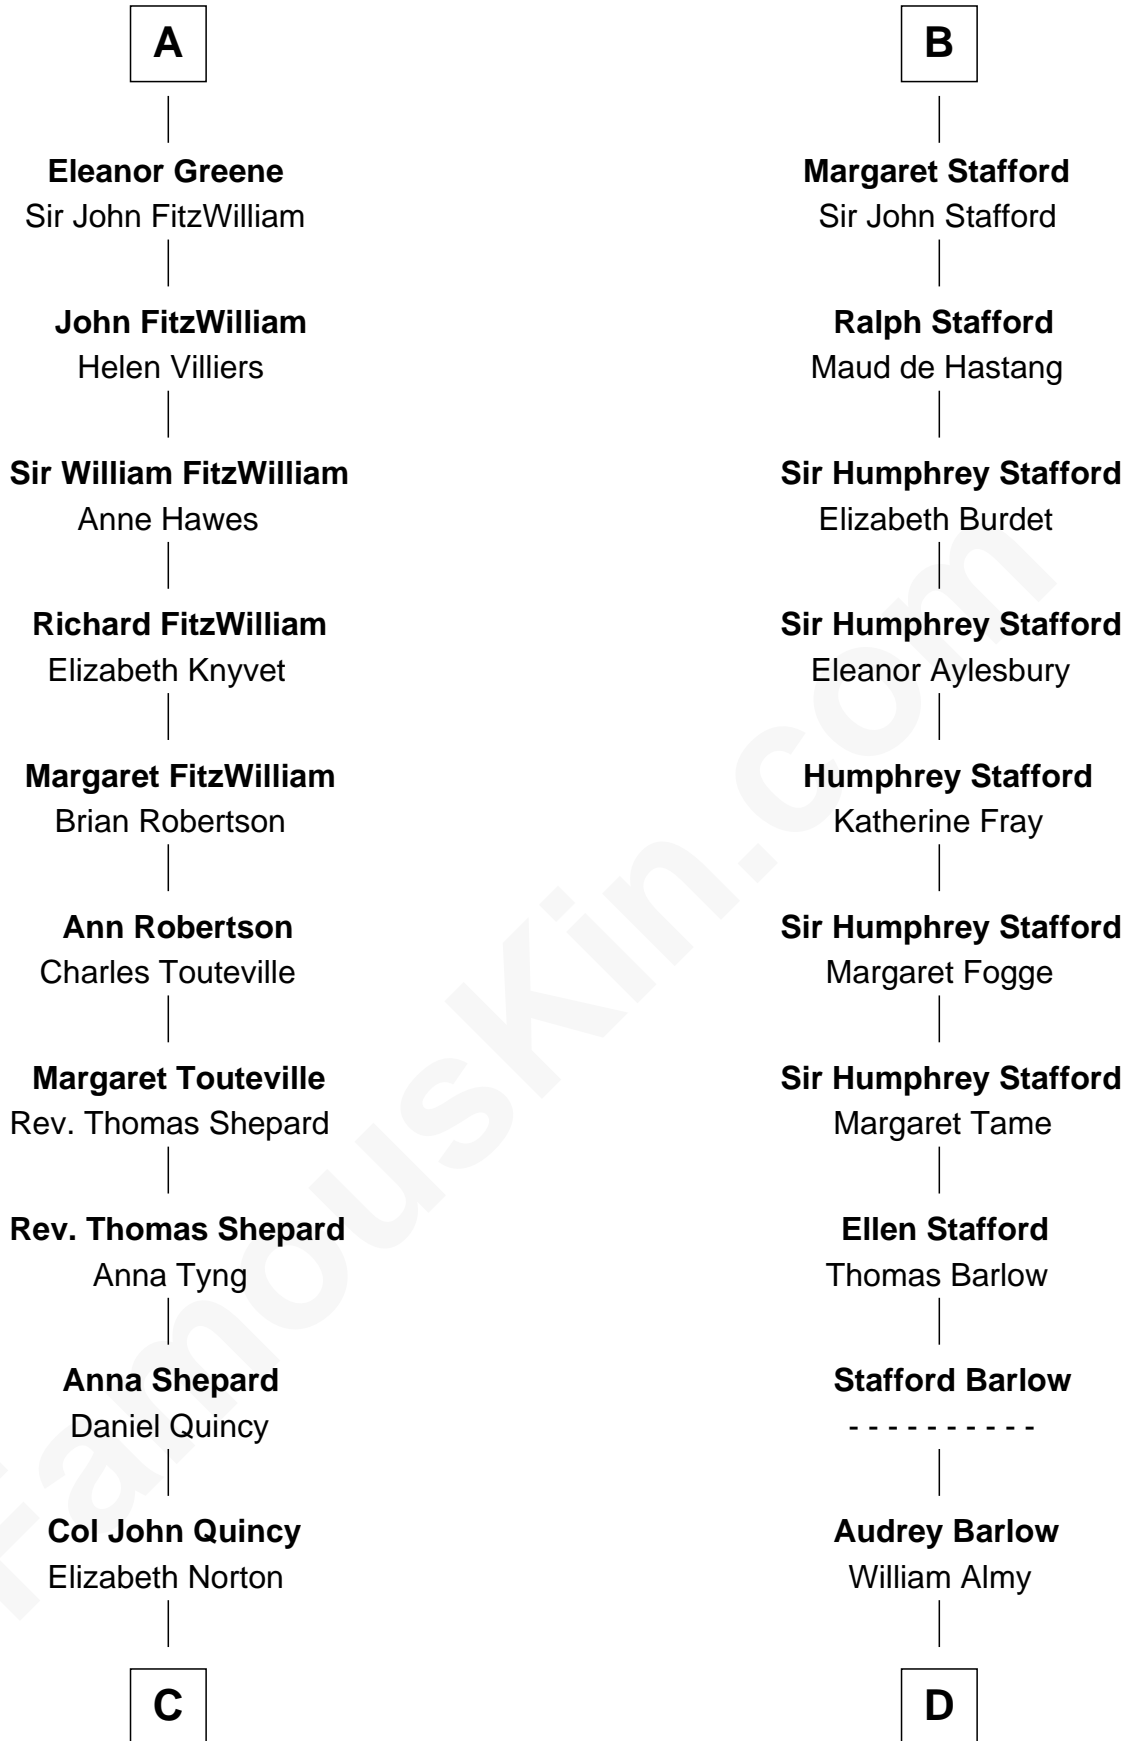 A
Eleanor Greene
Sir John FitzWilliam
John FitzWilliam
Helen Villiers
Sir William FitzWilliam
Anne Hawes
Richard FitzWilliam
Elizabeth Knyvet
Margaret FitzWilliam
Brian Robertson
Ann Robertson
Charles Touteville
Margaret Touteville
Rev. Thomas Shepard
Rev. Thomas Shepard
Anna Tyng
Anna Shepard
Daniel Quincy
Col John Quincy
Elizabeth Norton
C
B
Margaret Stafford
Sir John Stafford
Ralph Stafford
Maud de Hastang
Sir Humphrey Stafford
Elizabeth Burdet
Sir Humphrey Stafford
Eleanor Aylesbury
Humphrey Stafford
Katherine Fray
Sir Humphrey Stafford
Margaret Fogge
Sir Humphrey Stafford
Margaret Tame
Ellen Stafford
Thomas Barlow
Stafford Barlow
- - - - - - - - - -
Audrey Barlow
William Almy
D
FamousKin.com